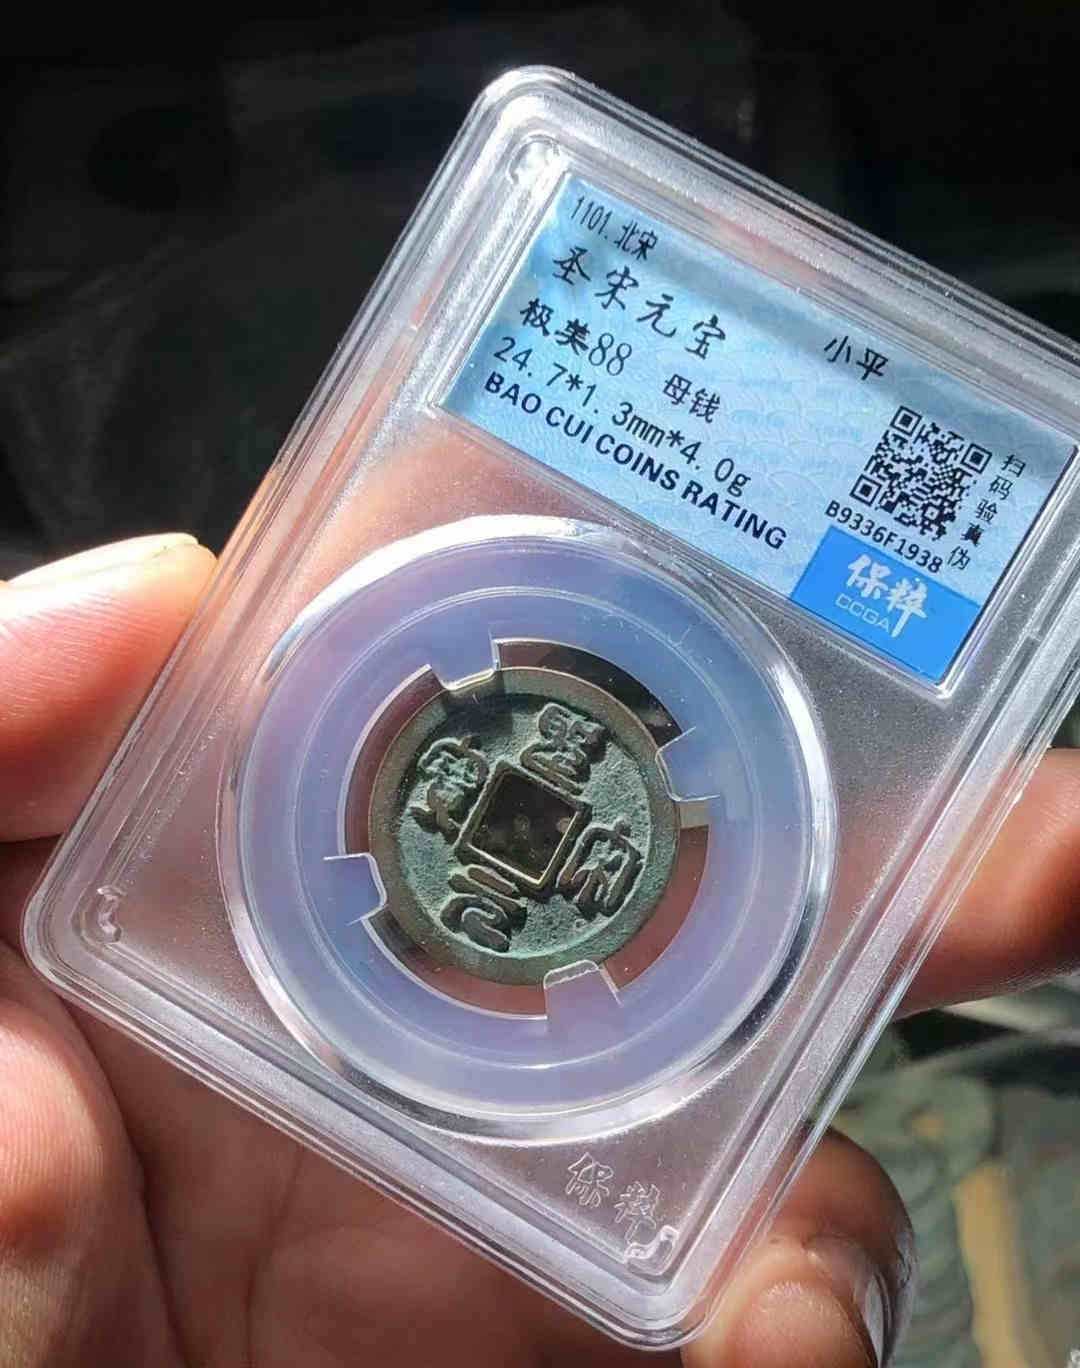 1101.北宋
圣宋元宝 小平
极美88 母钱
24.7*1.3mm*4.0g
BAO CUI COINS RATING
扫码验真伪
B9336F1938
保粹
CCGA
聖宋元寶
保粹